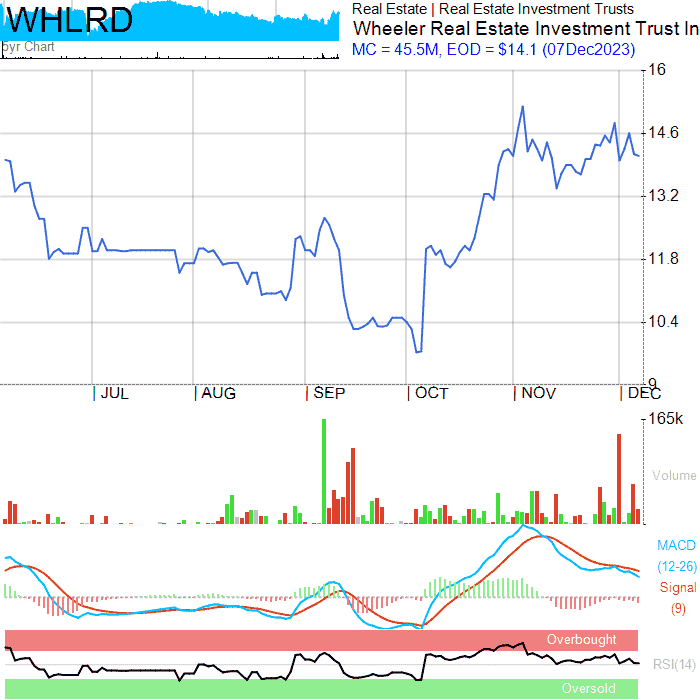 WHLRD
Real Estate | Real Estate Investment Trusts
Wheeler Real Estate Investment Trust In
MC = 45.5M, EOD = $14.1 (07Dec2023)
5yr Chart
16
14.6
13.2
11.8
10.4
9
JUL
AUG
SEP
OCT
NOV
DEC
165k
Volume
MACD
(12-26)
Signal
(9)
Overbought
RSI(14)
Oversold